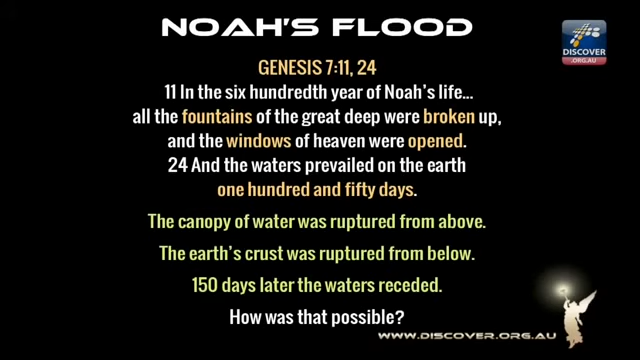 NOAH'S FLOOD
DISCOVER
.ORG.AU
GENESIS 7:11, 24
11 In the six hundredth year of Noah's life...
all the fountains of the great deep were broken up,
and the windows of heaven were opened.
24 And the waters prevailed on the earth
one hundred and fifty days.
The canopy of water was ruptured from above.
The earth's crust was ruptured from below.
150 days later the waters receded.
How was that possible?
WWW.DISCOVER.ORG.AU